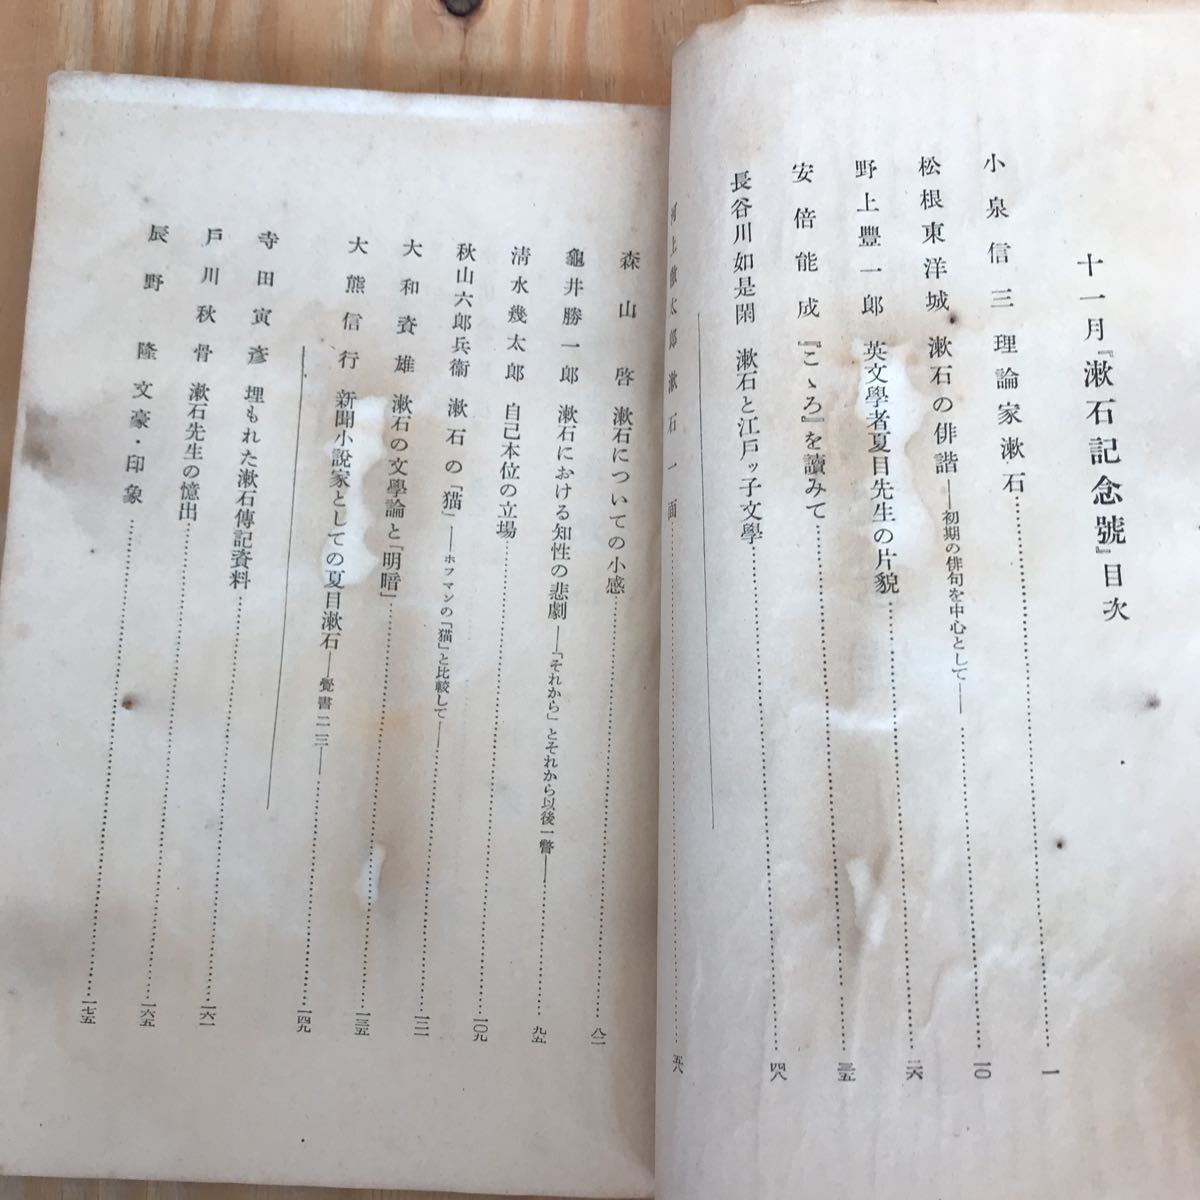 十一月『漱石記念號』目次
小泉信三 理論家漱石……一
松根東洋城 漱石の俳諧―初期の俳句を中心として―……一〇
野上豐一郎 英文學者夏目先生の片貌……二六
安倍能成 『こゝろ』を讀みて……三五
長谷川如是閑 漱石と江戸ッ子文學……四八
河上徹太郎 漱石一面……五八
森山啓 漱石についての小感……八二
龜井勝一郎 漱石における知性の悲劇―「それから」とそれから以後一瞥―……九五
清水幾太郎 自己本位の立場……一〇九
秋山六郎兵衞 漱石の「猫」―ホフマンの「猫」と比較して―……一二一
大和資雄 漱石の文學論と「明暗」……一三五
大熊信行 新聞小說家としての夏目漱石―覺書二三―……一四九
寺田寅彥 埋もれた漱石傳記資料……一六一
戸川秋骨 漱石先生の憶出……一六五
辰野隆 文豪・印象……一七五